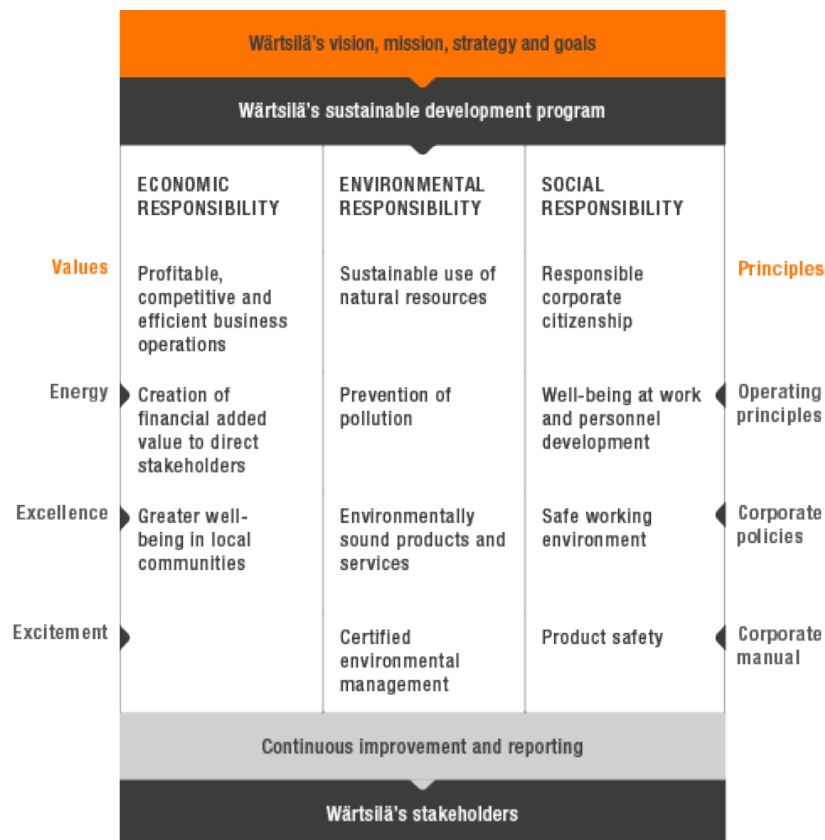 Wärtsilä's vision, mission, strategy and goals
Wärtsilä's sustainable development program
ECONOMIC
RESPONSIBILITY
ENVIRONMENTAL
RESPONSIBILITY
SOCIAL
RESPONSIBILITY
Values
Profitable,
competitive and
efficient business
operations
Sustainable use of
natural resources
Responsible
corporate
citizenship
Principles
Energy
Creation of
financial added
value to direct
stakeholders
Prevention of
pollution
Well-being at work
and personnel
development
Operating
principles
Excellence
Greater well-
being in local
communities
Environmentally
sound products and
services
Safe working
environment
Corporate
policies
Excitement
Certified
environmental
management
Product safety
Corporate
manual
Continuous improvement and reporting
Wärtsilä's stakeholders